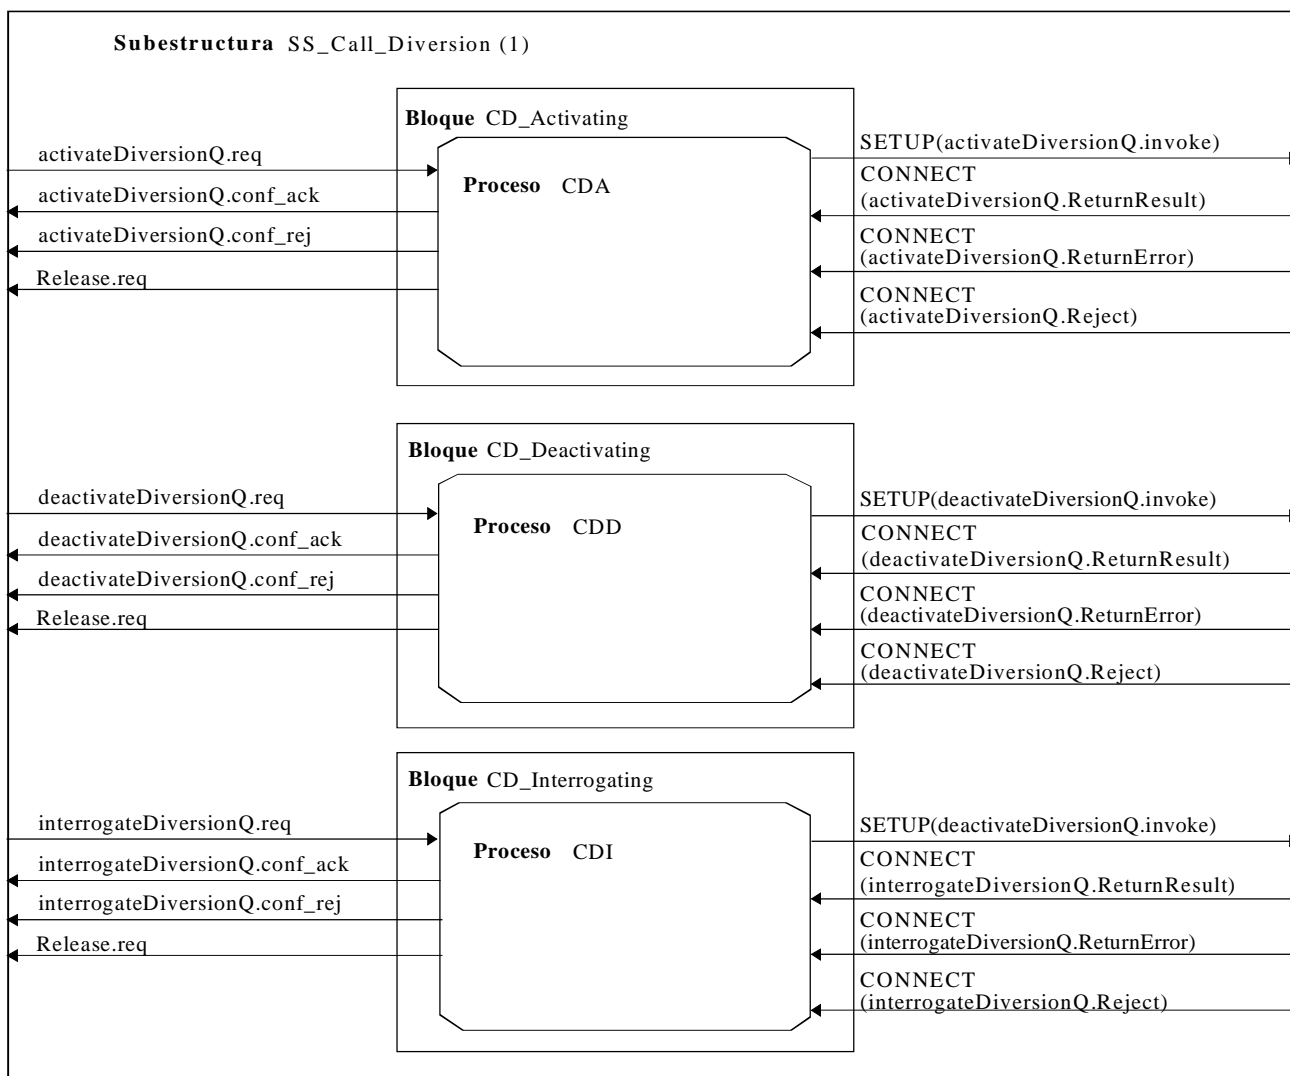 Subestructura SS_Call_Diversion (1)
Bloque CD_Activating
Proceso CDA
activateDiversionQ.req
activateDiversionQ.conf_ack
activateDiversionQ.conf_rej
Release.req
SETUP(activateDiversionQ.invoke)
CONNECT
(activateDiversionQ.ReturnResult)
CONNECT
(activateDiversionQ.ReturnError)
CONNECT
(activateDiversionQ.Reject)
Bloque CD_Deactivating
Proceso CDD
deactivateDiversionQ.req
deactivateDiversionQ.conf_ack
deactivateDiversionQ.conf_rej
Release.req
SETUP(deactivateDiversionQ.invoke)
CONNECT
(deactivateDiversionQ.ReturnResult)
CONNECT
(deactivateDiversionQ.ReturnError)
CONNECT
(deactivateDiversionQ.Reject)
Bloque CD_Interrogating
Proceso CDI
interrogateDiversionQ.req
interrogateDiversionQ.conf_ack
interrogateDiversionQ.conf_rej
Release.req
SETUP(deactivateDiversionQ.invoke)
CONNECT
(interrogateDiversionQ.ReturnResult)
CONNECT
(interrogateDiversionQ.ReturnError)
CONNECT
(interrogateDiversionQ.Reject)